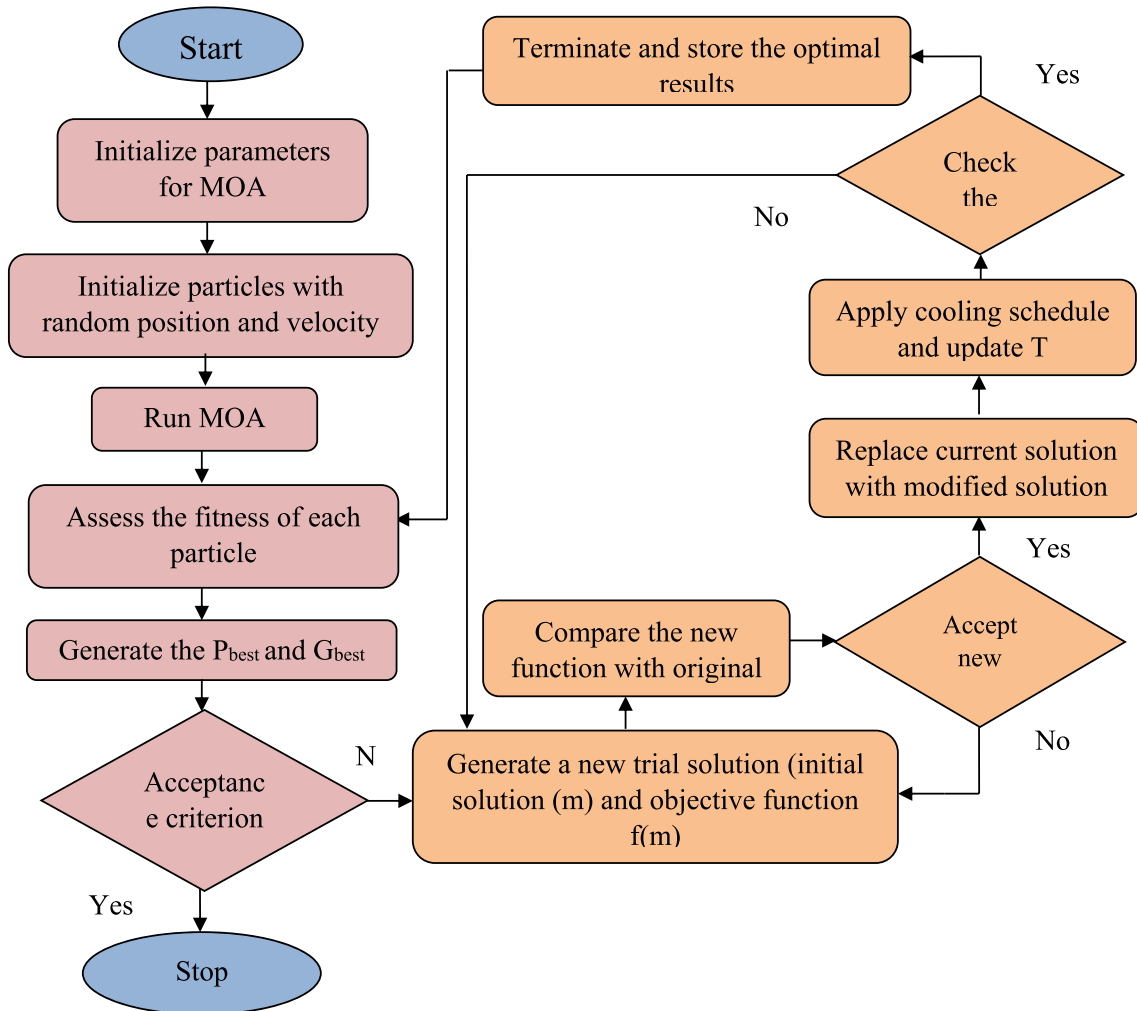 Start
Initialize parameters
for MOA
Initialize particles with
random position and velocity
Run MOA
Assess the fitness of each
particle
Generate the Pbest and Gbest
Acceptanc
e criterion
N
Yes
Stop
Generate a new trial solution (initial
solution (m) and objective function
f(m)
Compare the new
function with original
Accept
new
No
Yes
Replace current solution
with modified solution
Apply cooling schedule
and update T
Check
the
No
Yes
Terminate and store the optimal
results